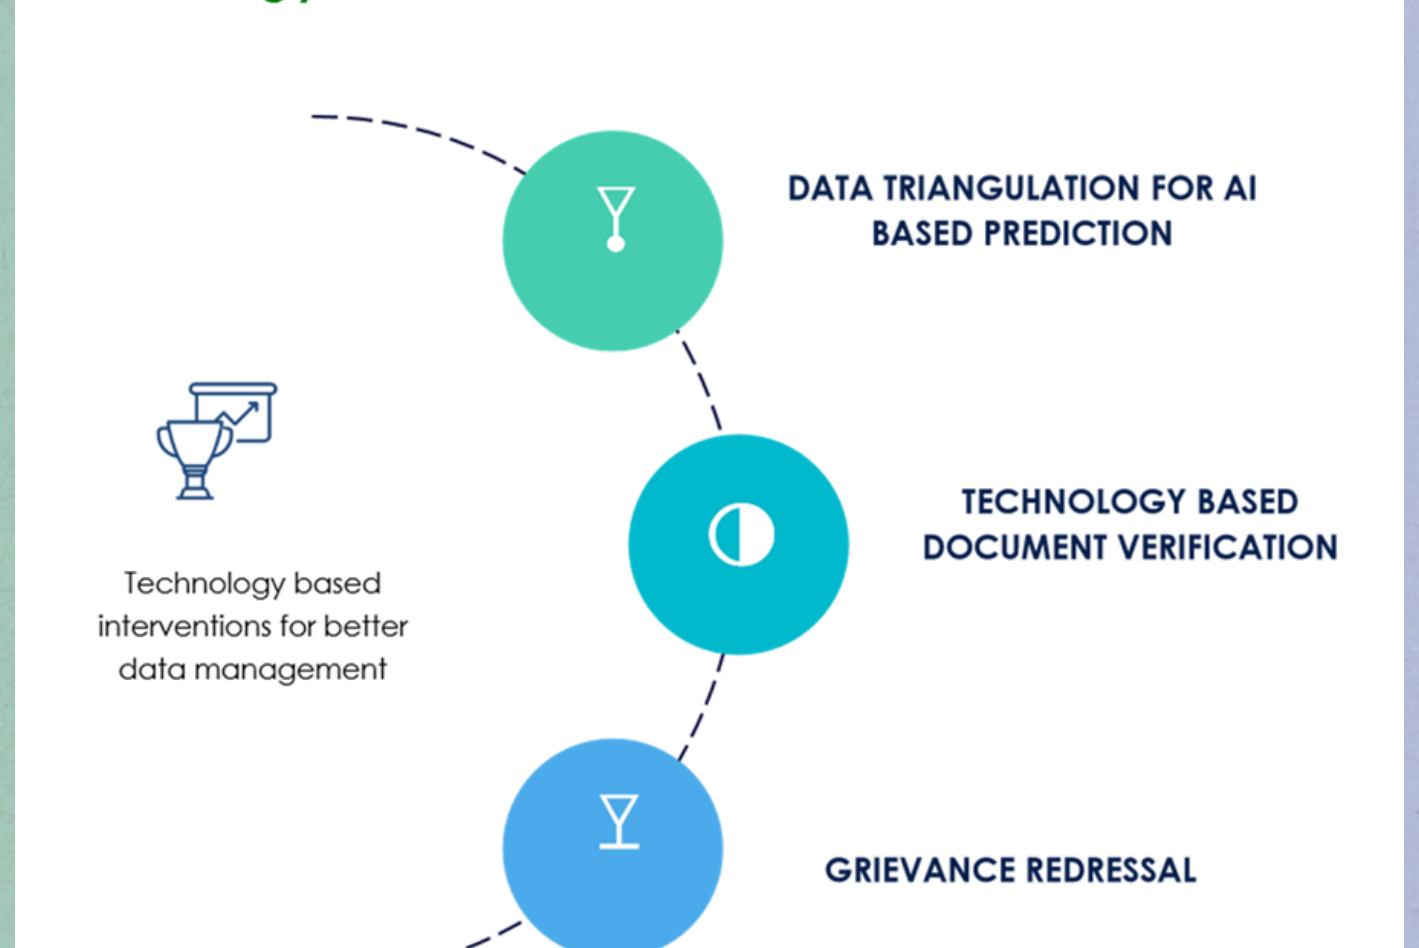 DATA TRIANGULATION FOR AI
BASED PREDICTION
TECHNOLOGY BASED
DOCUMENT VERIFICATION
Technology based
interventions for better
data management
GRIEVANCE REDRESSAL